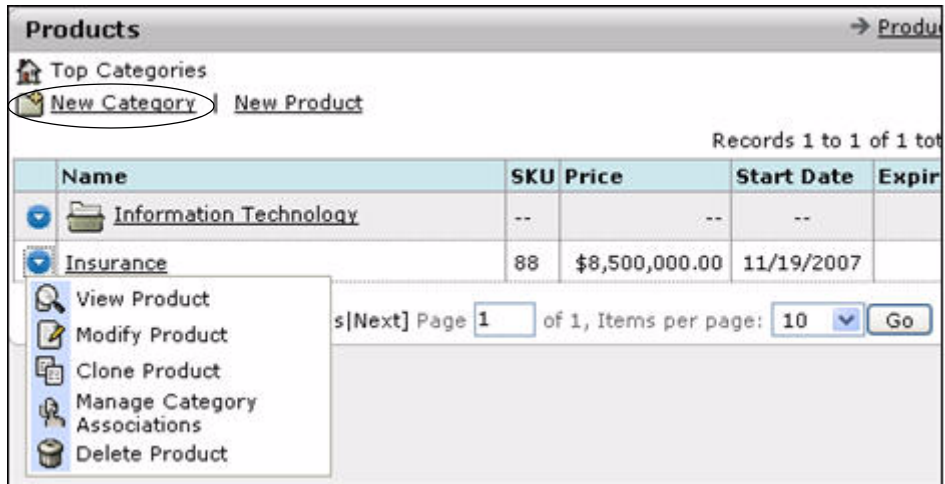 Products → Produ
Top Categories
New Category | New Product
Records 1 to 1 of 1 tot
Name SKU Price Start Date Expir
Information Technology -- -- --
Insurance 88 $8,500,000.00 11/19/2007
View Product
s|Next] Page 1 of 1, Items per page: 10 Go
Modify Product
Clone Product
Manage Category
Associations
Delete Product